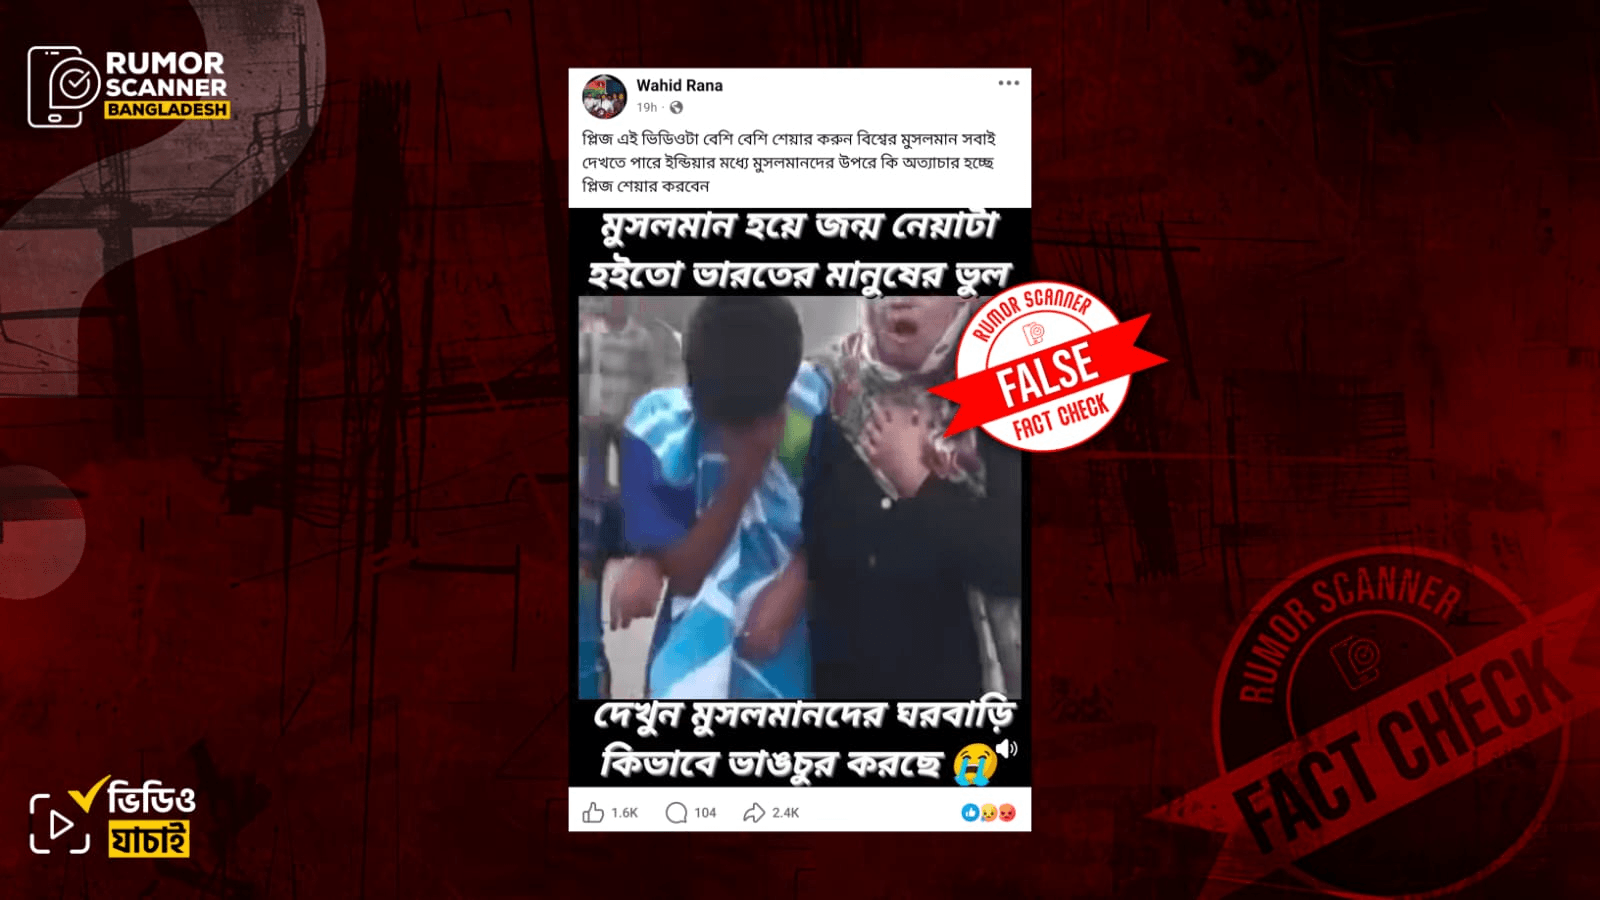 RUMOR
SCANNER
BANGLADESH
Wahid Rana
19h
প্লিজ এই ভিডিওটা বেশি বেশি শেয়ার করুন বিশ্বের মুসলমান সবাই
দেখতে পারে ইন্ডিয়ার মধ্যে মুসলমানদের উপরে কি অত্যাচার হচ্ছে
প্লিজ শেয়ার করবেন
মুসলমান হয়ে জন্ম নেয়াটা
হইতো ভারতের মানুষের ভুল
RUMOR SCANNER
FALSE
FACT CHECK
দেখুন মুসলমানদের ঘরবাড়ি
কিভাবে ভাঙচুর করছে 😭
1.6K 104 2.4K
ভিডিও
যাচাই
RUMOR SCANNER
FACT CHECK